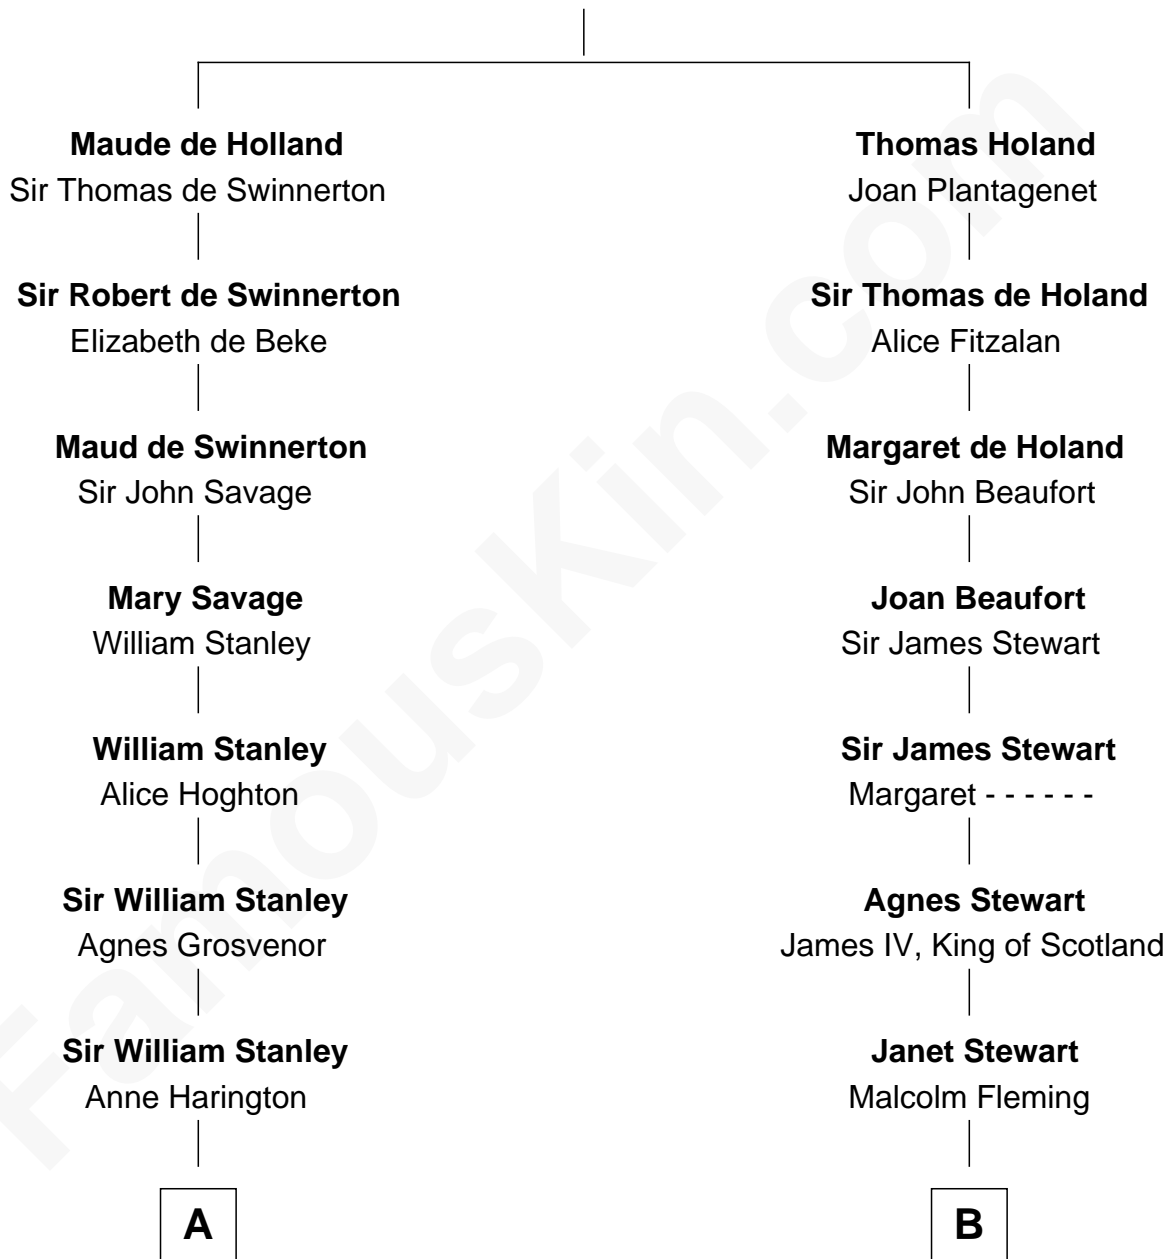 Maude de Holland
Sir Thomas de Swinnerton
Sir Robert de Swinnerton
Elizabeth de Beke
Maud de Swinnerton
Sir John Savage
Mary Savage
William Stanley
William Stanley
Alice Hoghton
Sir William Stanley
Agnes Grosvenor
Sir William Stanley
Anne Harington
A
Thomas Holand
Joan Plantagenet
Sir Thomas de Holand
Alice Fitzalan
Margaret de Holand
Sir John Beaufort
Joan Beaufort
Sir James Stewart
Sir James Stewart
Margaret - - - - - -
Agnes Stewart
James IV, King of Scotland
Janet Stewart
Malcolm Fleming
B
FamousKin.com